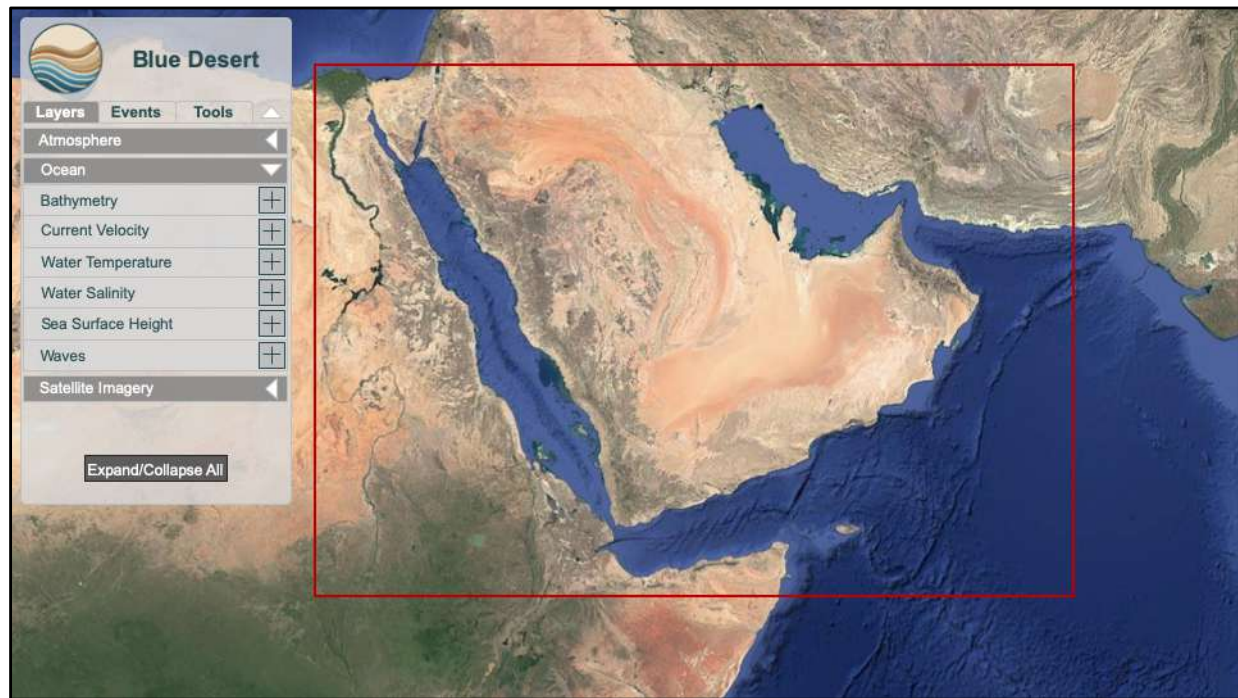 Blue Desert
Layers Events Tools
Atmosphere
Ocean
Bathymetry
Current Velocity
Water Temperature
Water Salinity
Sea Surface Height
Waves
Satellite Imagery
Expand/Collapse All